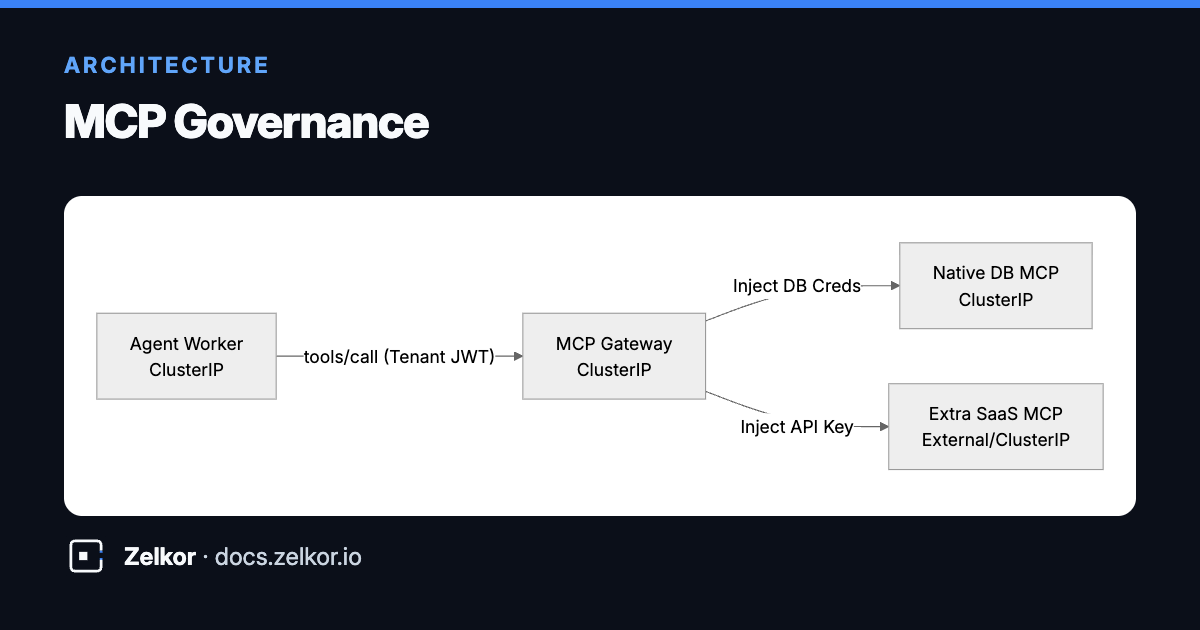 ARCHITECTURE
MCP Governance
Agent Worker
ClusterIP
tools/call (Tenant JWT)
MCP Gateway
ClusterIP
Inject DB Creds
Native DB MCP
ClusterIP
Inject API Key
Extra SaaS MCP
External/ClusterIP
Zelkor · docs.zelkor.io